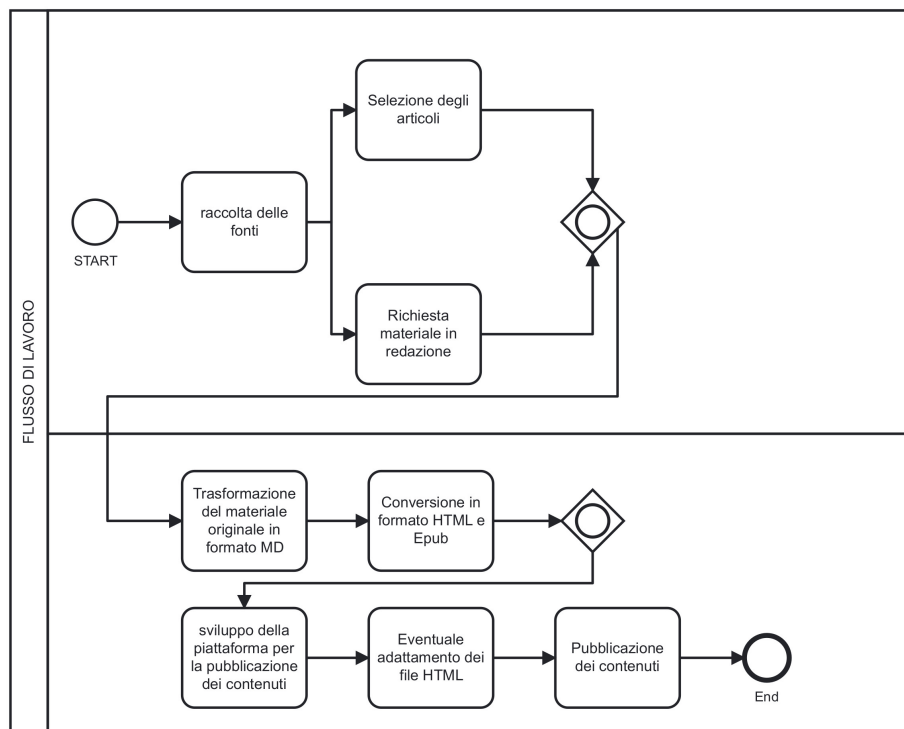 FLUSSO DI LAVORO
START
raccolta delle
fonti
Selezione degli
articoli
Richiesta
materiale in
redazione
Trasformazione
del materiale
originale in
formato MD
Conversione in
formato HTML e
Epub
sviluppo della
piattaforma per
la pubblicazione
dei contenuti
Eventuale
adattamento dei
file HTML
Pubblicazione
dei contenuti
End